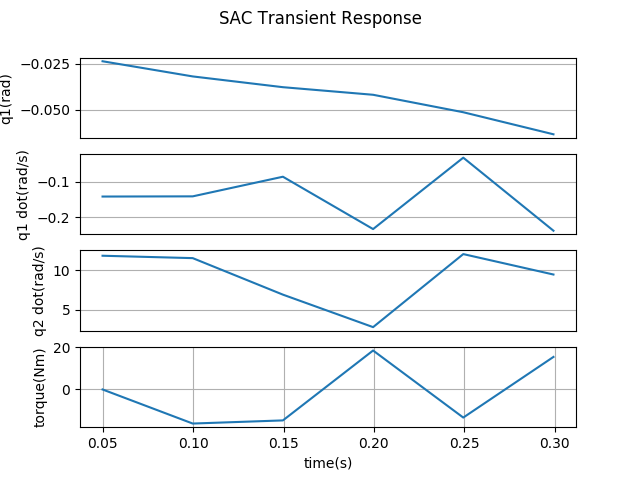 SAC Transient Response
−0.025
−0.050
q1(rad)
−0.1
−0.2
q1 dot(rad/s)
10
5
q2 dot(rad/s)
20
0
torque(Nm)
0.05 0.10 0.15 0.20 0.25 0.30
time(s)